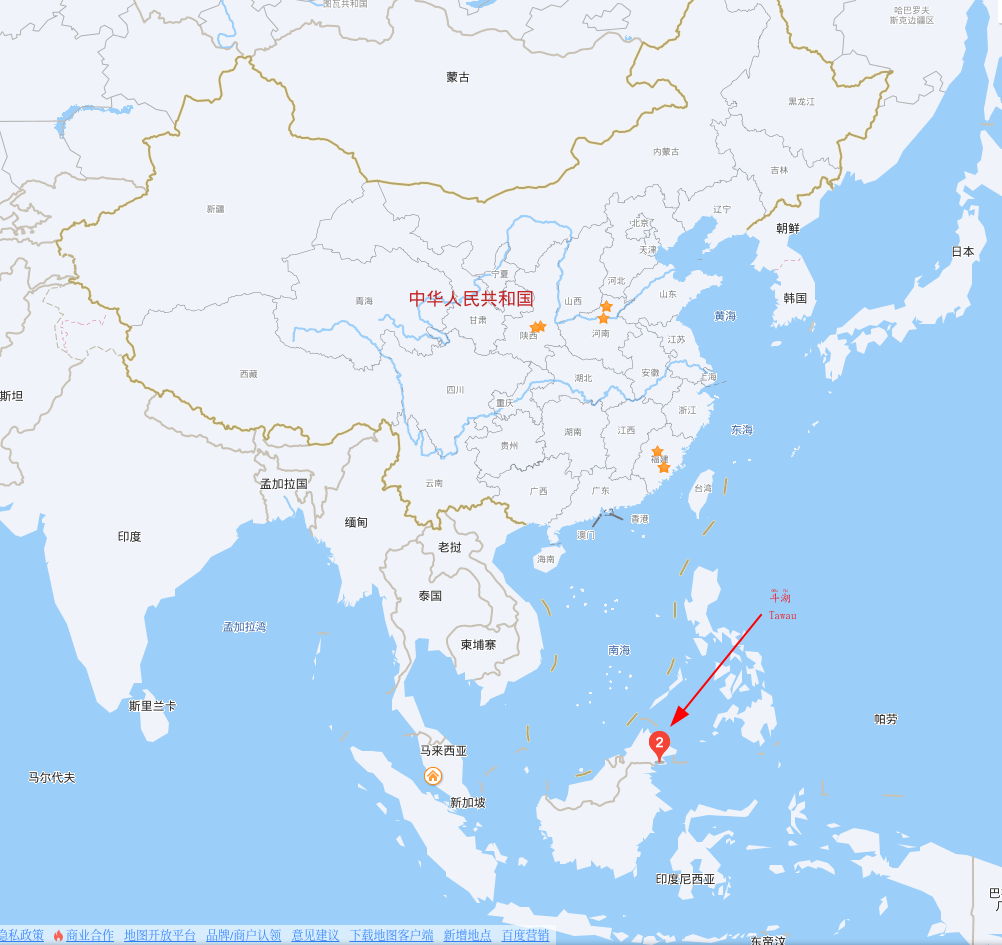 图瓦共和国
哈巴罗夫
斯克边疆区
蒙古
黑龙江
内蒙古
吉林
新疆
辽宁
北京
朝鲜
天津
日本
宁夏
河北
青海
中华人民共和国
山西
山东
韩国
甘肃
黄海
陕西
河南
江苏
西藏
安徽
上海
湖北
四川
斯坦
重庆
浙江
江西
湖南
东海
贵州
福建
孟加拉国
云南
广西
广东
台湾
缅甸
香港
印度
澳门
老挝
海南
泰国
斗湖
Tawau
孟加拉湾
柬埔寨
南海
斯里兰卡
帕劳
2
马来西亚
马尔代夫
新加坡
印度尼西亚
隐私政策 商业合作 地图开放平台 品牌/商户认领 意见建议 下载地图客户端 新增地点 百度营销
东帝汶